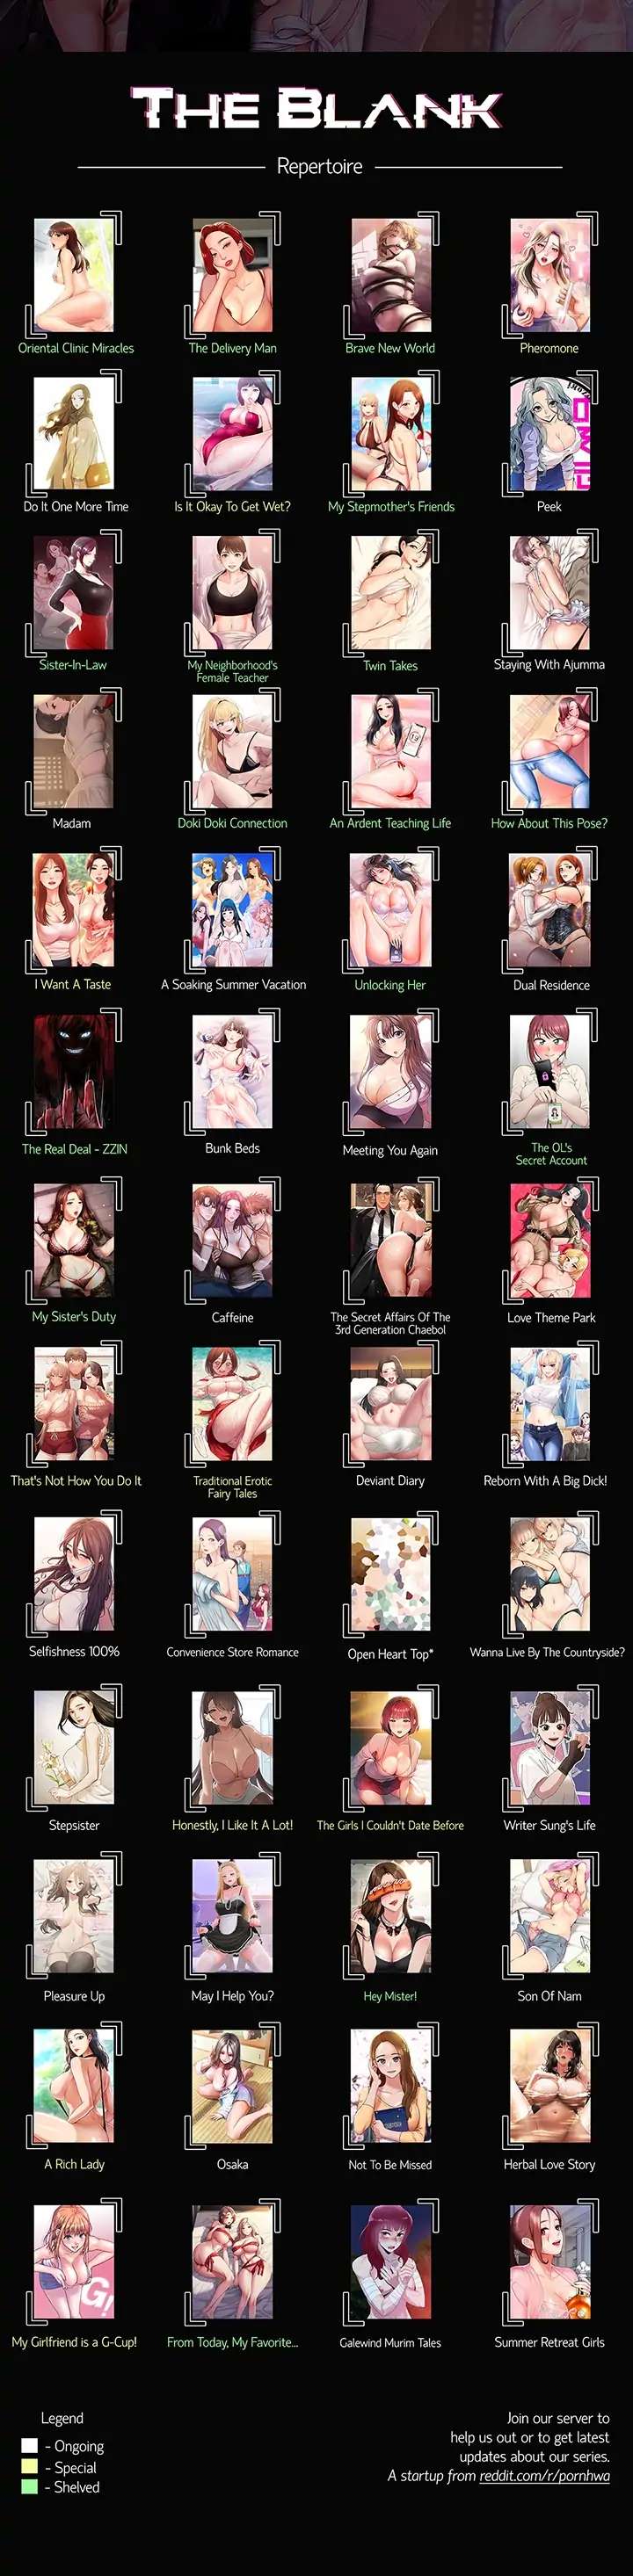 THE BLANK
Repertoire
Oriental Clinic Miracles
The Delivery Man
Brave New World
Pheromone
Do It One More Time
Is It Okay To Get Wet?
My Stepmother's Friends
Peek
Sister-In-Law
My Neighborhood's
Female Teacher
Twin Takes
Staying With Ajumma
Madam
Doki Doki Connection
An Ardent Teaching Life
How About This Pose?
I Want A Taste
A Soaking Summer Vacation
Unlocking Her
Dual Residence
The Real Deal - ZZIN
Bunk Beds
Meeting You Again
The OL's
Secret Account
My Sister's Duty
Caffeine
The Secret Affairs Of The
3rd Generation Chaebol
Love Theme Park
That's Not How You Do It
Traditional Erotic
Fairy Tales
Deviant Diary
Reborn With A Big Dick!
Selfishness 100%
Convenience Store Romance
Open Heart Top*
Wanna Live By The Countryside?
Stepsister
Honestly, I Like It A Lot!
The Girls I Couldn't Date Before
Writer Sung's Life
Pleasure Up
May I Help You?
Hey Mister!
Son Of Nam
A Rich Lady
Osaka
Not To Be Missed
Herbal Love Story
G!
My Girlfriend is a G-Cup!
From Today, My Favorite...
Galewind Murim Tales
Summer Retreat Girls
Legend
- Ongoing
- Special
- Shelved
Join our server to
help us out or to get latest
updates about our series.
A startup from reddit.com/r/pornhwa